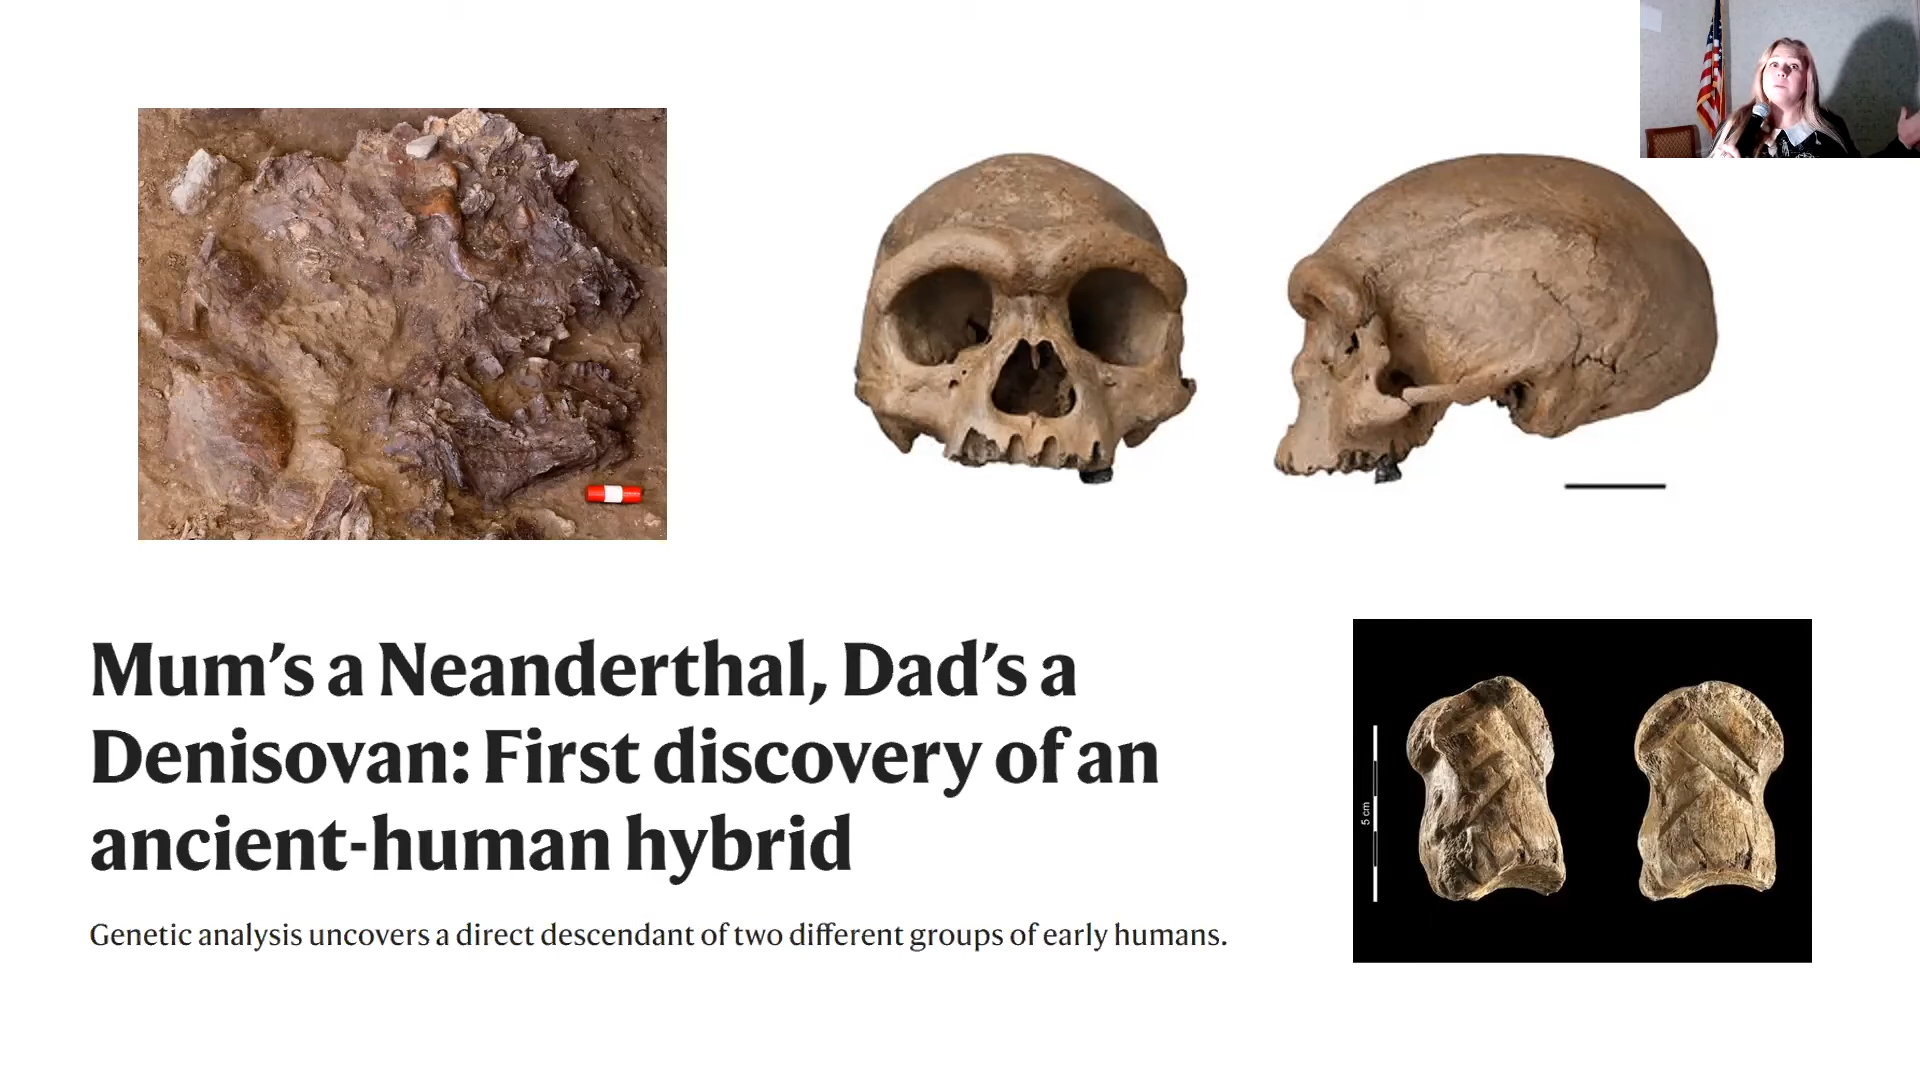 Mum’s a Neanderthal, Dad’s a
Denisovan: First discovery of an
ancient-human hybrid
Genetic analysis uncovers a direct descendant of two different groups of early humans.
5 cm